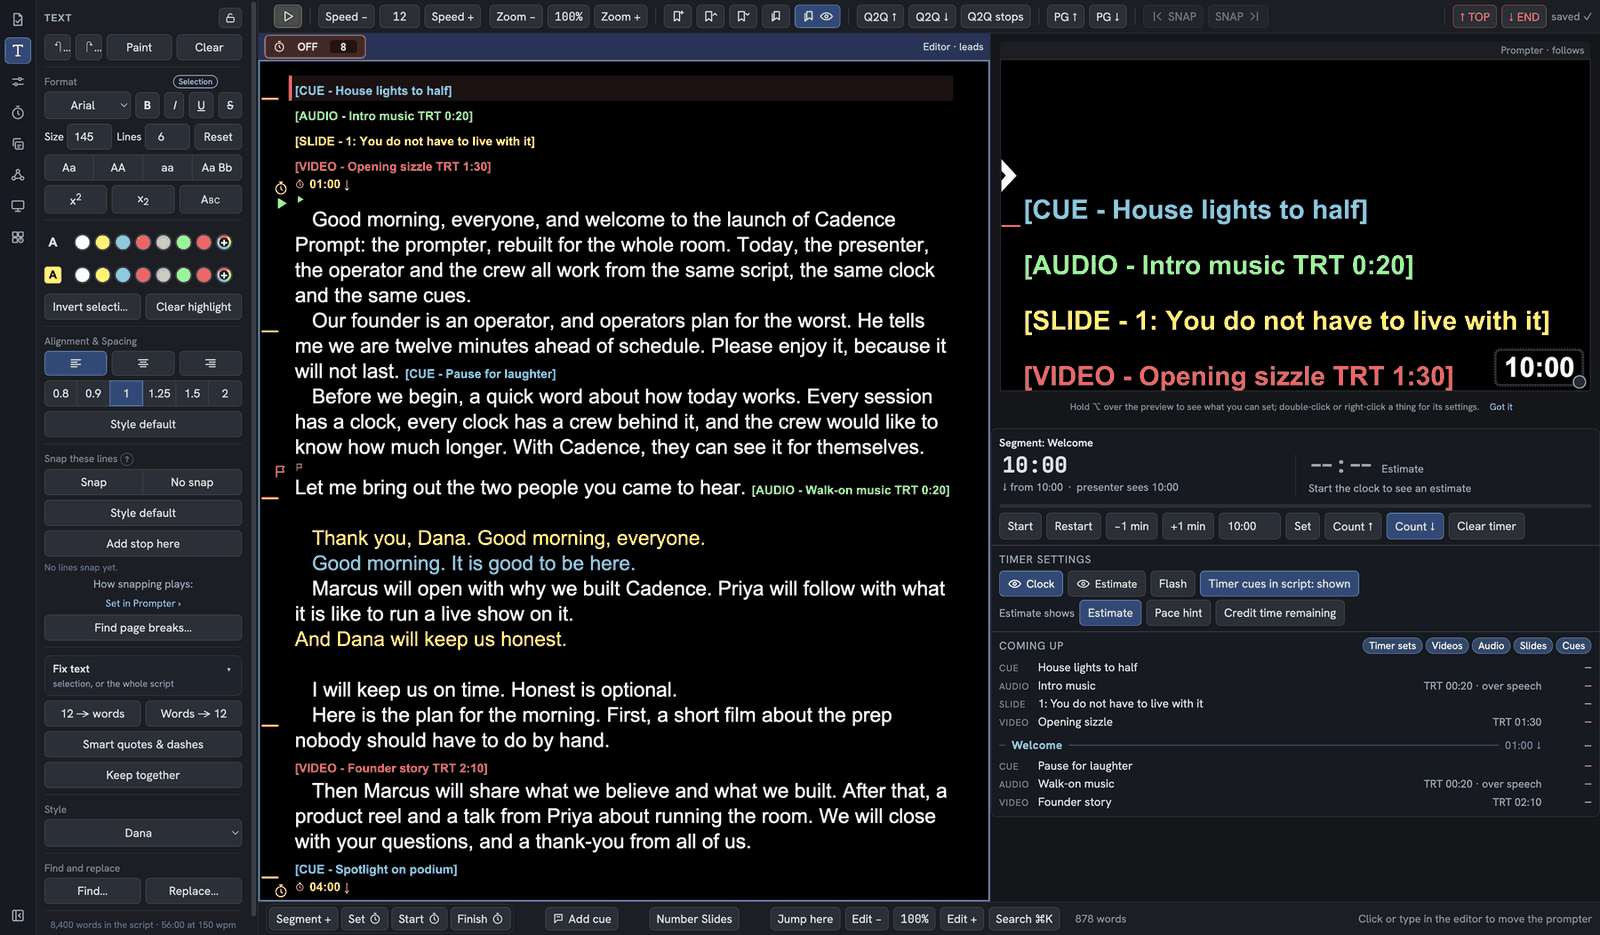 TEXT
Paint
Clear
Format
Selection
Arial
B
I
U
S
Size 145 Lines 6 Reset
Aa
AA
aa
Aa Bb
x²
x₂
ABC
A
A
Invert selecti...
Clear highlight
Alignment & Spacing
0.8 0.9 1 1.25 1.5 2
Style default
Snap these lines ?
Snap
No snap
Style default
Add stop here
No lines snap yet.
How snapping plays:
Set in Prompter ›
Find page breaks...
Fix text
selection, or the whole script
12 → words
Words → 12
Smart quotes & dashes
Keep together
Style
Dana
Find and replace
Find...
Replace...
8,400 words in the script · 56:00 at 150 wpm
Speed − 12 Speed +
Zoom − 100% Zoom +
Q2Q ↑ Q2Q ↓ Q2Q stops
PG ↑ PG ↓
SNAP SNAP
↑ TOP ↓ END saved ✓
OFF 8
Editor · leads
[CUE - House lights to half]
[AUDIO - Intro music TRT 0:20]
[SLIDE - 1: You do not have to live with it]
[VIDEO - Opening sizzle TRT 1:30]
01:00 ↓
Good morning, everyone, and welcome to the launch of Cadence
Prompt: the prompter, rebuilt for the whole room. Today, the presenter,
the operator and the crew all work from the same script, the same clock
and the same cues.
Our founder is an operator, and operators plan for the worst. He tells
me we are twelve minutes ahead of schedule. Please enjoy it, because it
will not last. [CUE - Pause for laughter]
Before we begin, a quick word about how today works. Every session
has a clock, every clock has a crew behind it, and the crew would like to
know how much longer. With Cadence, they can see it for themselves.
Let me bring out the two people you came to hear. [AUDIO - Walk-on music TRT 0:20]
Thank you, Dana. Good morning, everyone.
Good morning. It is good to be here.
Marcus will open with why we built Cadence. Priya will follow with what
it is like to run a live show on it.
And Dana will keep us honest.
I will keep us on time. Honest is optional.
Here is the plan for the morning. First, a short film about the prep
nobody should have to do by hand.
[VIDEO - Founder story TRT 2:10]
Then Marcus will share what we believe and what we built. After that, a
product reel and a talk from Priya about running the room. We will close
with your questions, and a thank-you from all of us.
[CUE - Spotlight on podium]
04:00 ↓
Segment + Set Start Finish
Add cue
Number Slides
Jump here Edit − 100% Edit + Search ⌘K 878 words
Prompter · follows
[CUE - House lights to half]
[AUDIO - Intro music TRT 0:20]
[SLIDE - 1: You do not have to live with it]
[VIDEO - Opening sizzle TRT 1:30]
10:00
Hold ⌥ over the preview to see what you can set; double-click or right-click a thing for its settings. Got it
Segment: Welcome
10:00
↓ from 10:00 · presenter sees 10:00
--:-- Estimate
Start the clock to see an estimate
Start Restart −1 min +1 min 10:00 Set Count ↑ Count ↓ Clear timer
TIMER SETTINGS
Clock Estimate Flash Timer cues in script: shown
Estimate shows Estimate Pace hint Credit time remaining
COMING UP Timer sets Videos Audio Slides Cues
CUE House lights to half –
AUDIO Intro music TRT 00:20 · over speech –
SLIDE 1: You do not have to live with it –
VIDEO Opening sizzle TRT 01:30 –
– Welcome 01:00 ↓ –
CUE Pause for laughter –
AUDIO Walk-on music TRT 00:20 · over speech –
VIDEO Founder story TRT 02:10 –
Click or type in the editor to move the prompter